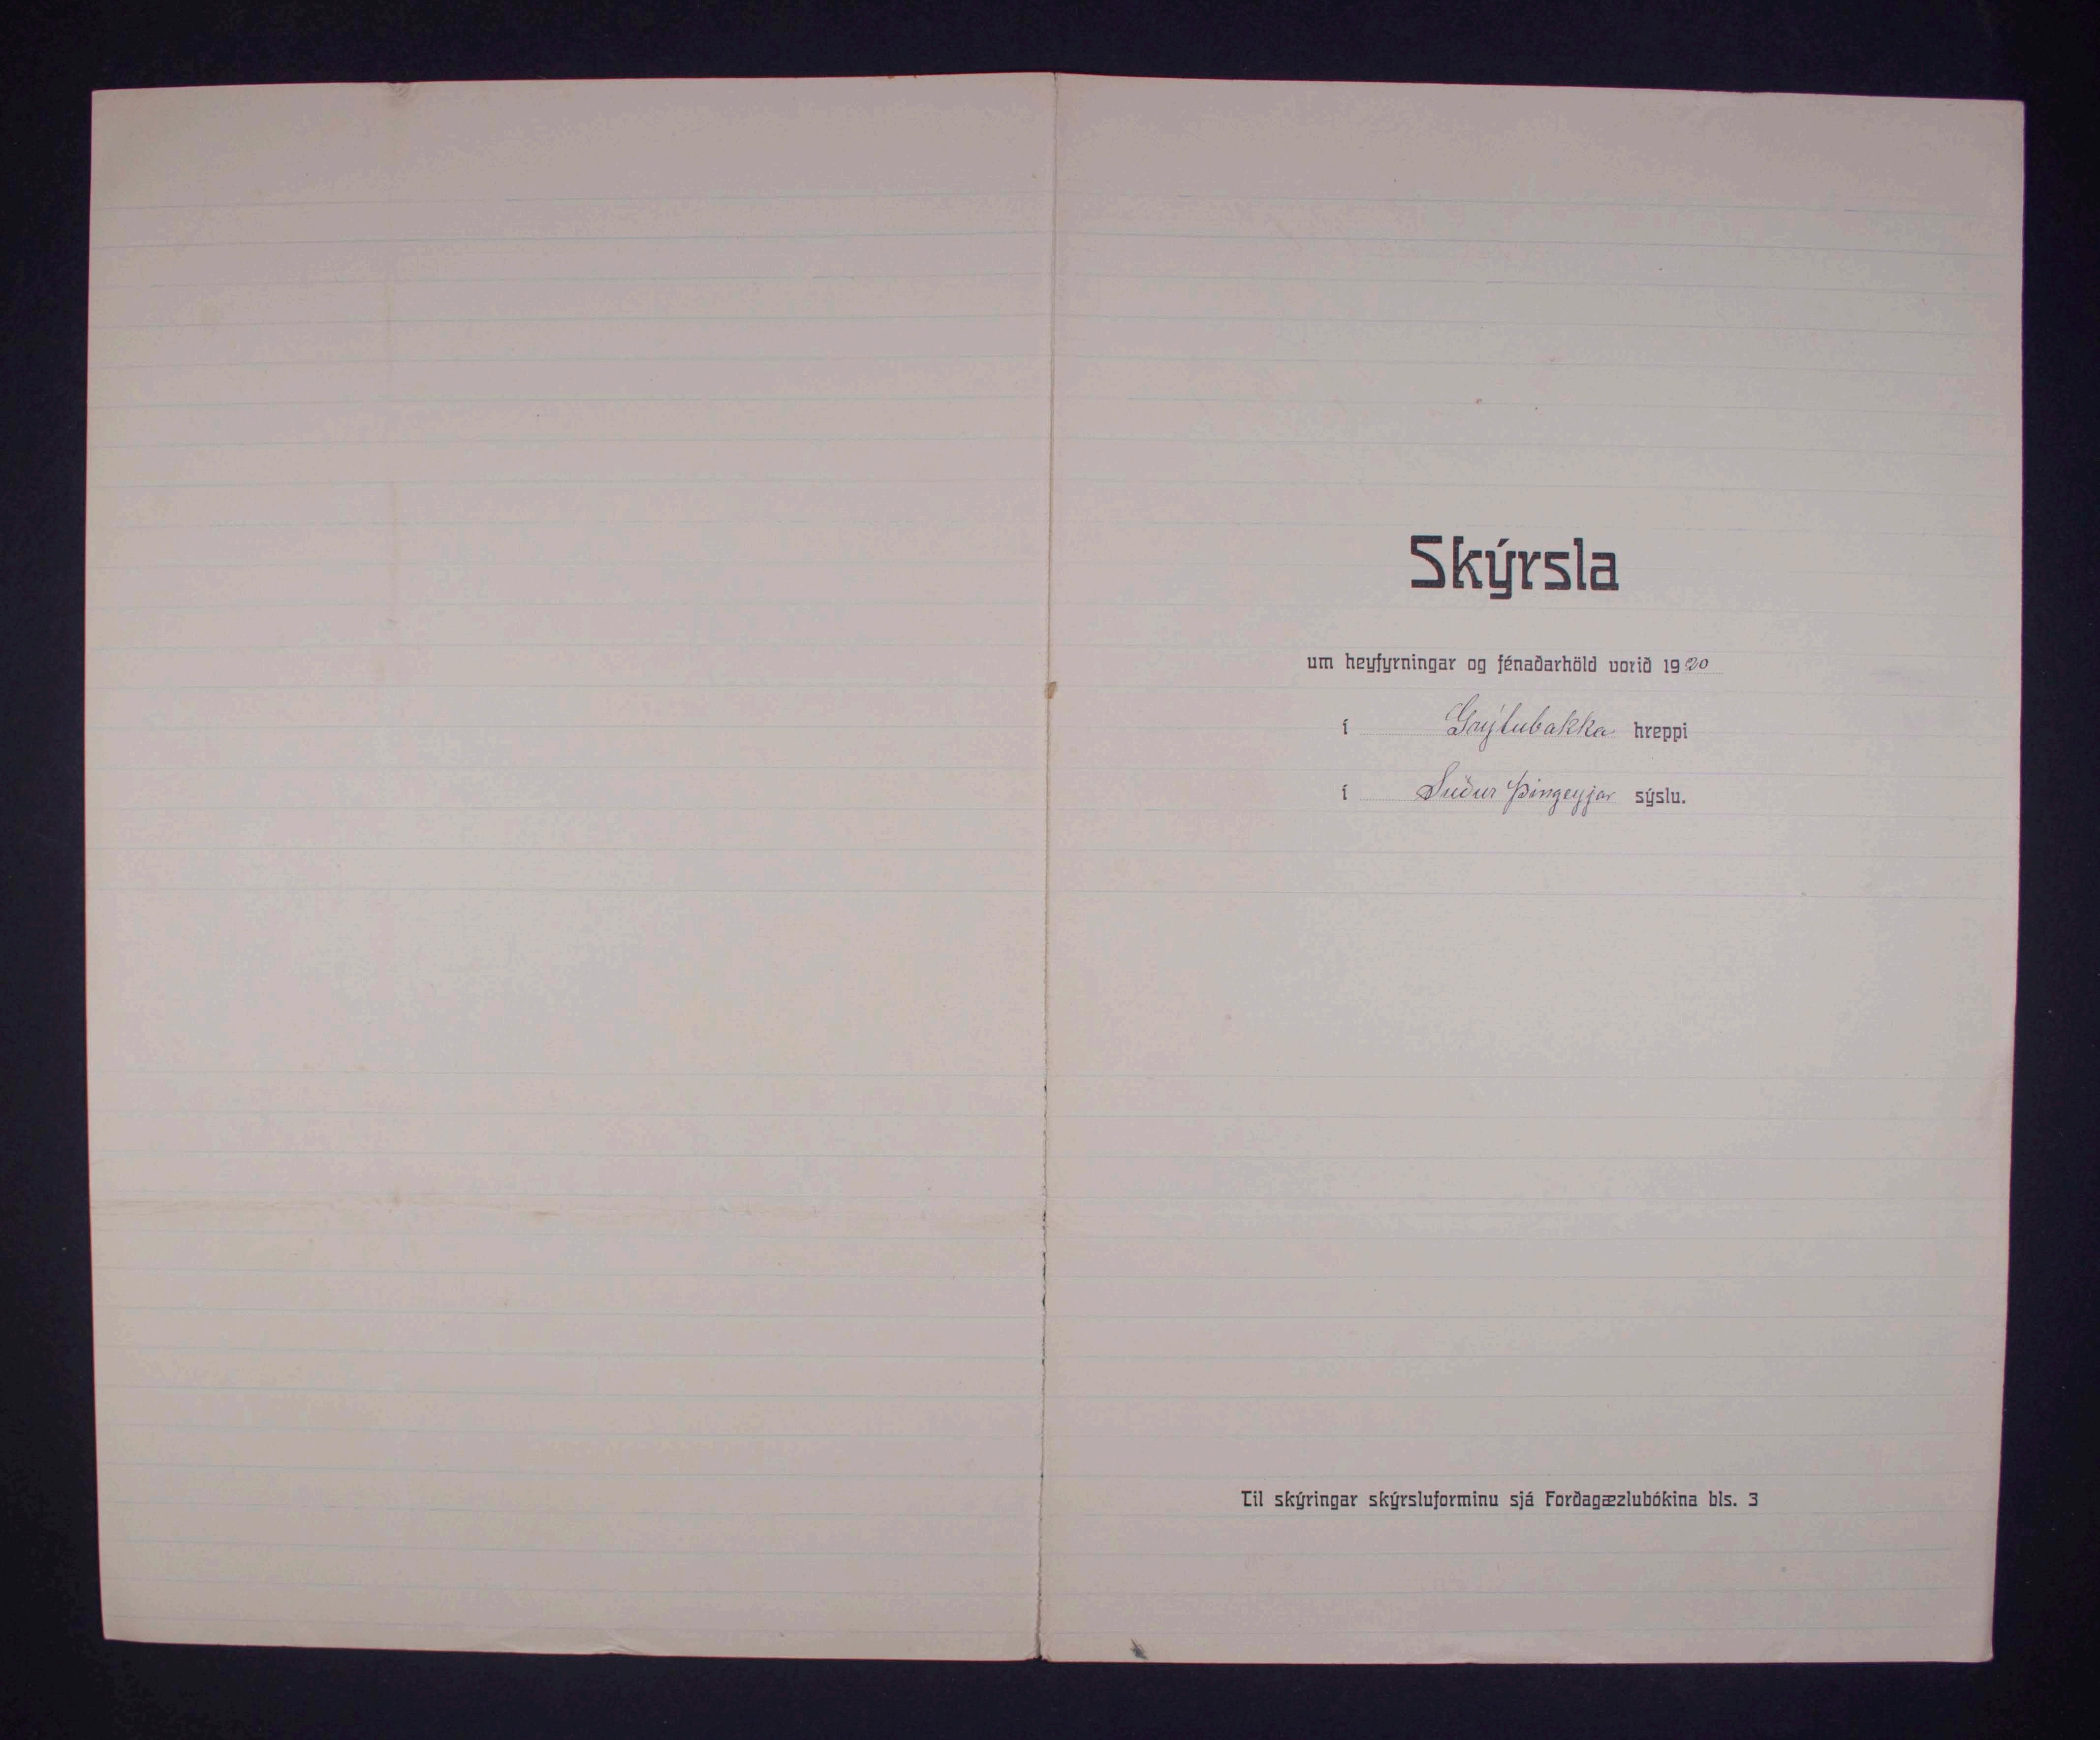 Skýrsla
um heyfyrningar og fénaðarhöld vorið 1920
í Grýtubakka hreppi
í Suður Þingeyjar sýslu.
Til skýringar skýrsluforminu sjá Forðagæzlubókina bls. 3